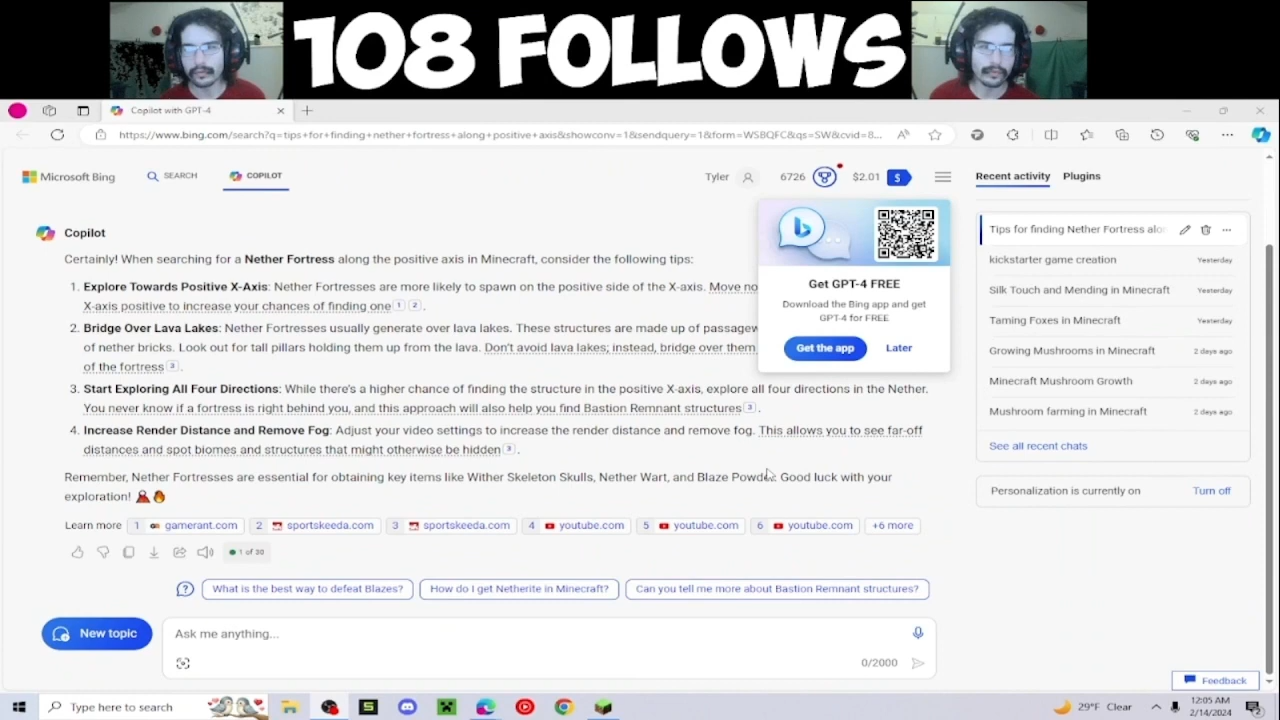 108 FOLLOWS
Copilot with GPT-4
https://www.bing.com/search?q=tips+for+finding+nether+fortress+along+positive+axis&showconv=1&sendquery=1&form=WSBQFC&qs=SW&cvid=8...
Microsoft Bing
SEARCH
COPILOT
Tyler
6726
$2.01
Recent activity
Plugins
Copilot
Certainly! When searching for a Nether Fortress along the positive axis in Minecraft, consider the following tips:
1. Explore Towards Positive X-Axis: Nether Fortresses are more likely to spawn on the positive side of the X-axis. Move no
X-axis positive to increase your chances of finding one 1 2 .
2. Bridge Over Lava Lakes: Nether Fortresses usually generate over lava lakes. These structures are made up of passagew
of nether bricks. Look out for tall pillars holding them up from the lava. Don't avoid lava lakes; instead, bridge over them
of the fortress 3 .
3. Start Exploring All Four Directions: While there's a higher chance of finding the structure in the positive X-axis, explore all four directions in the Nether.
You never know if a fortress is right behind you, and this approach will also help you find Bastion Remnant structures 3 .
4. Increase Render Distance and Remove Fog: Adjust your video settings to increase the render distance and remove fog. This allows you to see far-off
distances and spot biomes and structures that might otherwise be hidden 3 .
Remember, Nether Fortresses are essential for obtaining key items like Wither Skeleton Skulls, Nether Wart, and Blaze Powder. Good luck with your
exploration!
Learn more 1 gamerant.com 2 sportskeeda.com 3 sportskeeda.com 4 youtube.com 5 youtube.com 6 youtube.com +6 more
1 of 30
What is the best way to defeat Blazes?
How do I get Netherite in Minecraft?
Can you tell me more about Bastion Remnant structures?
New topic
Ask me anything...
0/2000
Get GPT-4 FREE
Download the Bing app and get
GPT-4 for FREE
Get the app
Later
Tips for finding Nether Fortress alo
kickstarter game creation Yesterday
Silk Touch and Mending in Minecraft Yesterday
Taming Foxes in Minecraft Yesterday
Growing Mushrooms in Minecraft 2 days ago
Minecraft Mushroom Growth 2 days ago
Mushroom farming in Minecraft 2 days ago
See all recent chats
Personalization is currently on Turn off
Feedback
Type here to search
29°F Clear
12:05 AM
2/14/2024